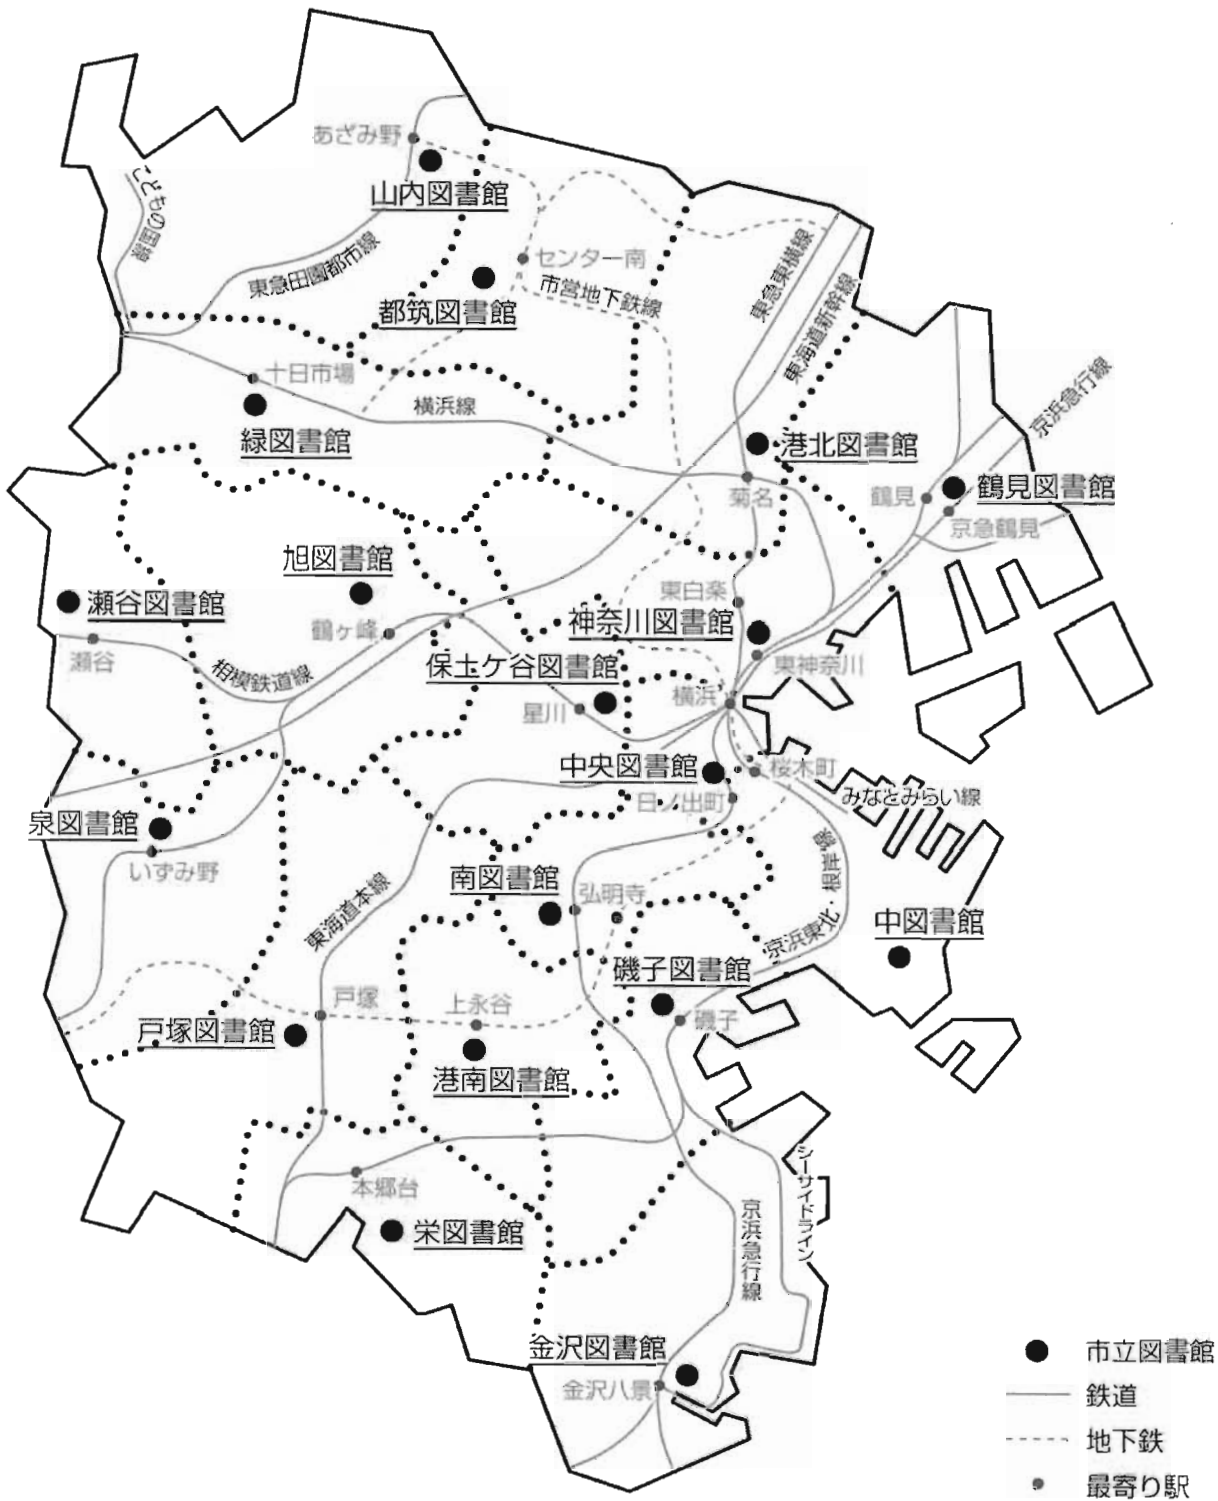 あざみ野
山内図書館
こどもの国線
東急田園都市線
センター南
市営地下鉄線
都筑図書館
東急東横線
東海道新幹線
十日市場
横浜線
緑図書館
京浜急行線
港北図書館
菊名
鶴見
鶴見図書館
京急鶴見
旭図書館
瀬谷図書館
瀬谷
鶴ヶ峰
相模鉄道線
東白楽
神奈川図書館
東神奈川
保土ケ谷図書館
星川
横浜
中央図書館
桜木町
日ノ出町
みなとみらい線
泉図書館
いずみ野
南図書館
弘明寺
京浜東北・根岸線
東海道本線
中図書館
磯子図書館
磯子
戸塚
戸塚図書館
上永谷
港南図書館
シーサイドライン
本郷台
栄図書館
京浜急行線
金沢図書館
金沢八景
市立図書館
鉄道
地下鉄
最寄り駅